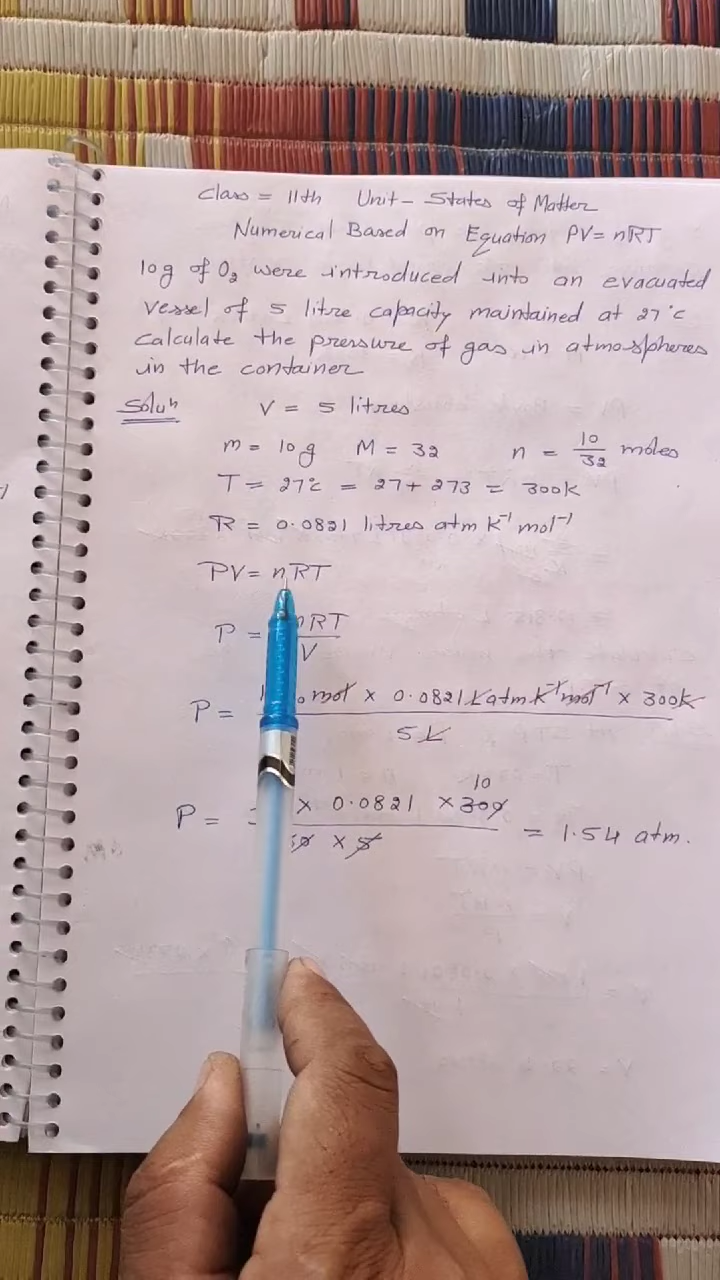 Class = 11th Unit - States of Matter
Numerical Based on Equation PV = nRT
10g of O2 were introduced into an evacuated
vessel of 5 litre capacity maintained at 27°C
calculate the pressure of gas in atmospheres
in the container
Solun V = 5 litres
m = 10g M = 32 n = 10/32 moles
T = 27°C = 27 + 273 = 300K
R = 0.0821 litres atm K⁻¹ mol⁻¹
PV = nRT
P = nRT/V
P = mol x 0.0821 L atm K⁻¹ mol⁻¹ x 300K / 5 L
P = x 0.0821 x 300 10 / x 5 = 1.54 atm.